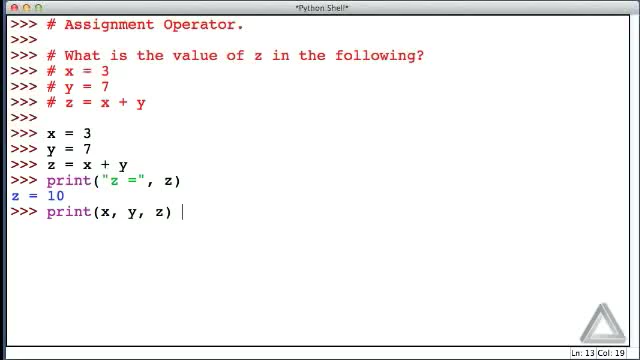 *Python Shell*
>>> # Assignment Operator.
>>>
>>> # What is the value of z in the following?
>>> # x = 3
>>> # y = 7
>>> # z = x + y
>>>
>>> x = 3
>>> y = 7
>>> z = x + y
>>> print("z =", z)
z = 10
>>> print(x, y, z)
Ln: 13 Col: 19